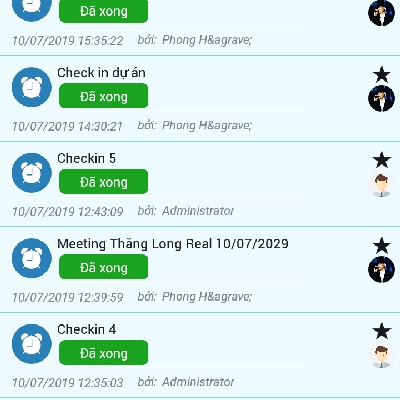 Đã xong
10/07/2019 15:35:22 bởi: Phong H&agrave;
Check in dự án
Đã xong
10/07/2019 14:30:21 bởi: Phong H&agrave;
Checkin 5
Đã xong
10/07/2019 12:43:09 bởi: Administrator
Meeting Thăng Long Real 10/07/2029
Đã xong
10/07/2019 12:39:59 bởi: Phong H&agrave;
Checkin 4
Đã xong
10/07/2019 12:35:03 bởi: Administrator